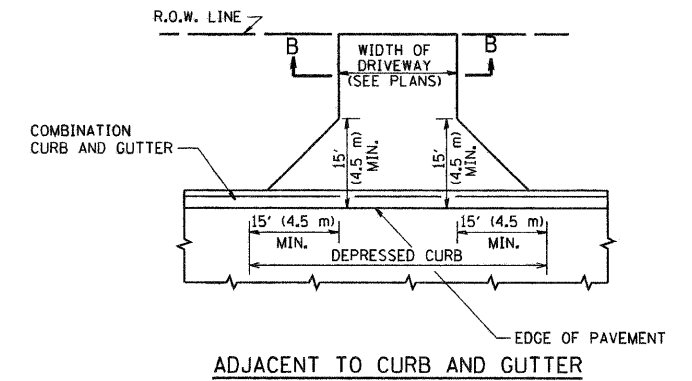 R.O.W. LINE
B
B
WIDTH OF
DRIVEWAY
(SEE PLANS)
COMBINATION
CURB AND GUTTER
15'
(4.5 m)
MIN.
15'
(4.5 m)
MIN.
15' (4.5 m)
MIN.
15' (4.5 m)
MIN.
DEPRESSED CURB
EDGE OF PAVEMENT
ADJACENT TO CURB AND GUTTER